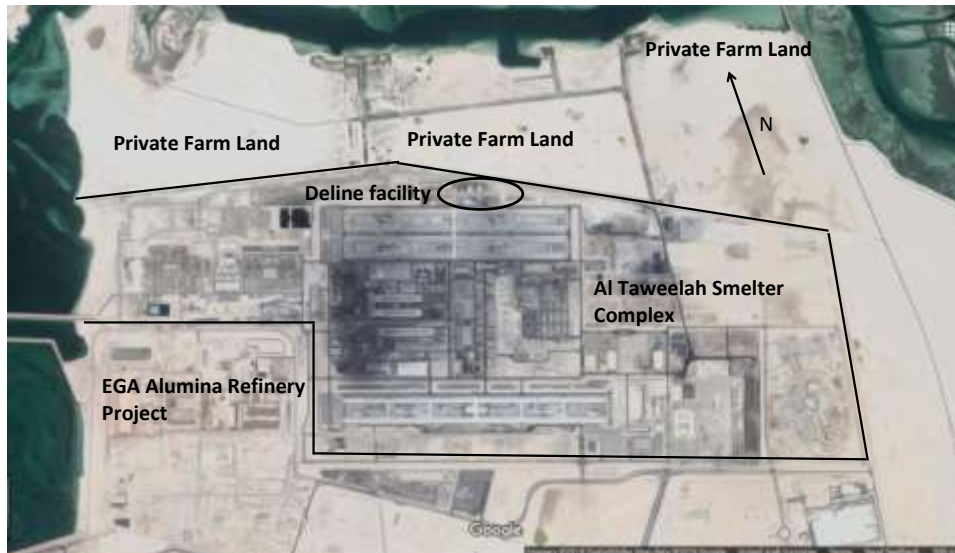 Private Farm Land
N
Private Farm Land
Private Farm Land
Deline facility
Al Taweelah Smelter
Complex
EGA Alumina Refinery
Project
Google